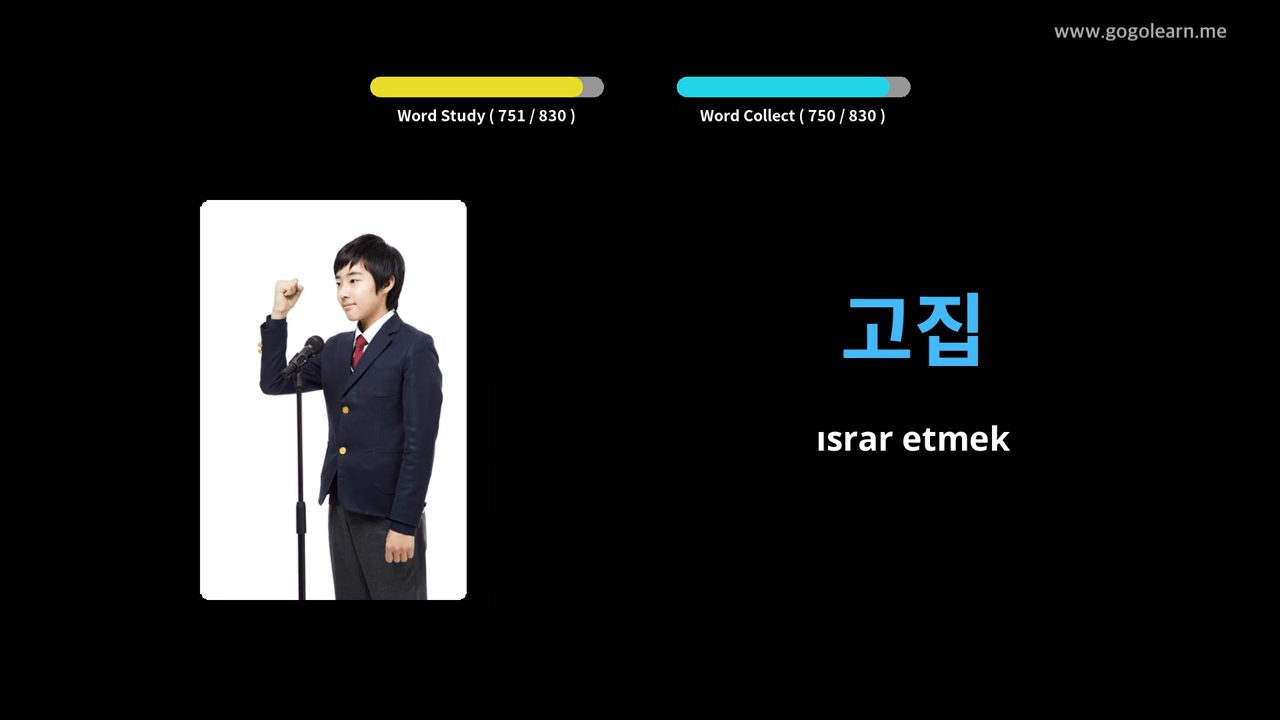 www.gogolearn.me
Word Study ( 751 / 830 )
Word Collect ( 750 / 830 )
고집
ısrar etmek